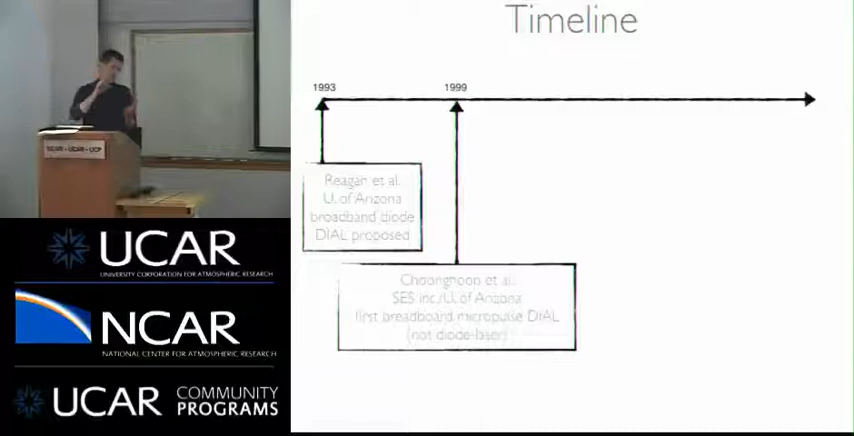 Timeline
1993
1999
Reagan et al.
U. of Arizona
broadband diode
DIAL proposed
Choonghoon et al.
SES inc./U. of Arizona
first breadboard micropulse DIAL
(not diode-laser)
NCAR • UCAR • UCP
UCAR
UNIVERSITY CORPORATION FOR ATMOSPHERIC RESEARCH
NCAR
NATIONAL CENTER FOR ATMOSPHERIC RESEARCH
UCAR
COMMUNITY
PROGRAMS